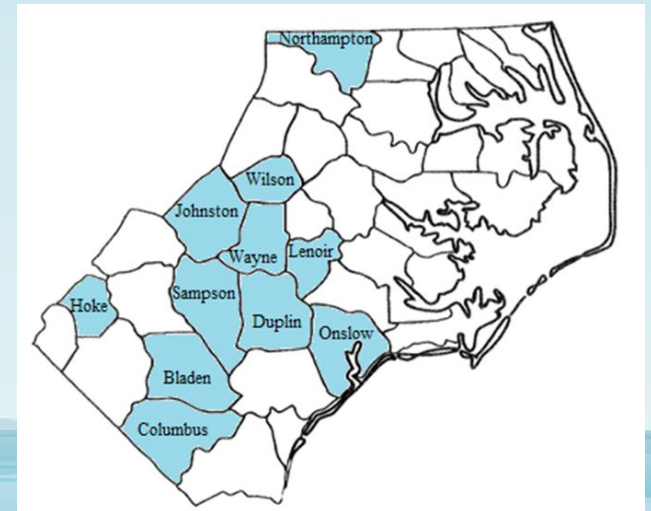 Northampton
Wilson
Johnston
Wayne
Lenoir
Hoke
Sampson
Duplin
Onslow
Bladen
Columbus